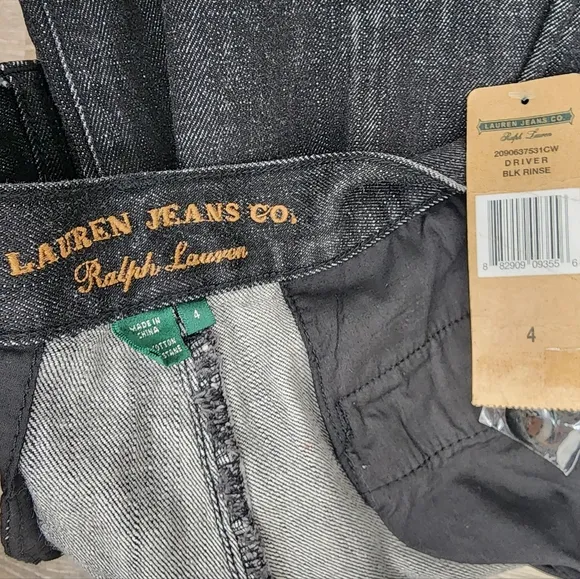 LAUREN JEANS CO.
Ralph Lauren
MADE IN
CHINA
COTTON
4
LAUREN JEANS CO.
Ralph Lauren
2090637531CW
DRIVER
BLK RINSE
8 82909 09355 6
4